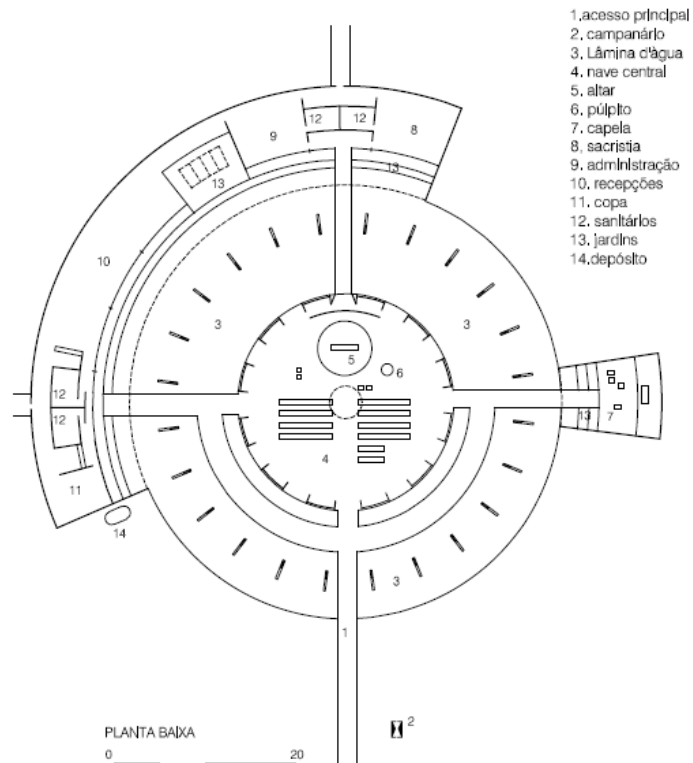 1.acesso principal
2. campanário
3. Lâmina d'àgua
4. nave central
5. altar
6. púlpito
7. capela
8. sacristia
9. administração
10. recepções
11. copa
12. sanitários
13. jardins
14.depósito
12 12
9
8
13
13
10
3
3
5
6
12
12
13 7
4
11
14
3
1
2
PLANTA BAIXA
0 20